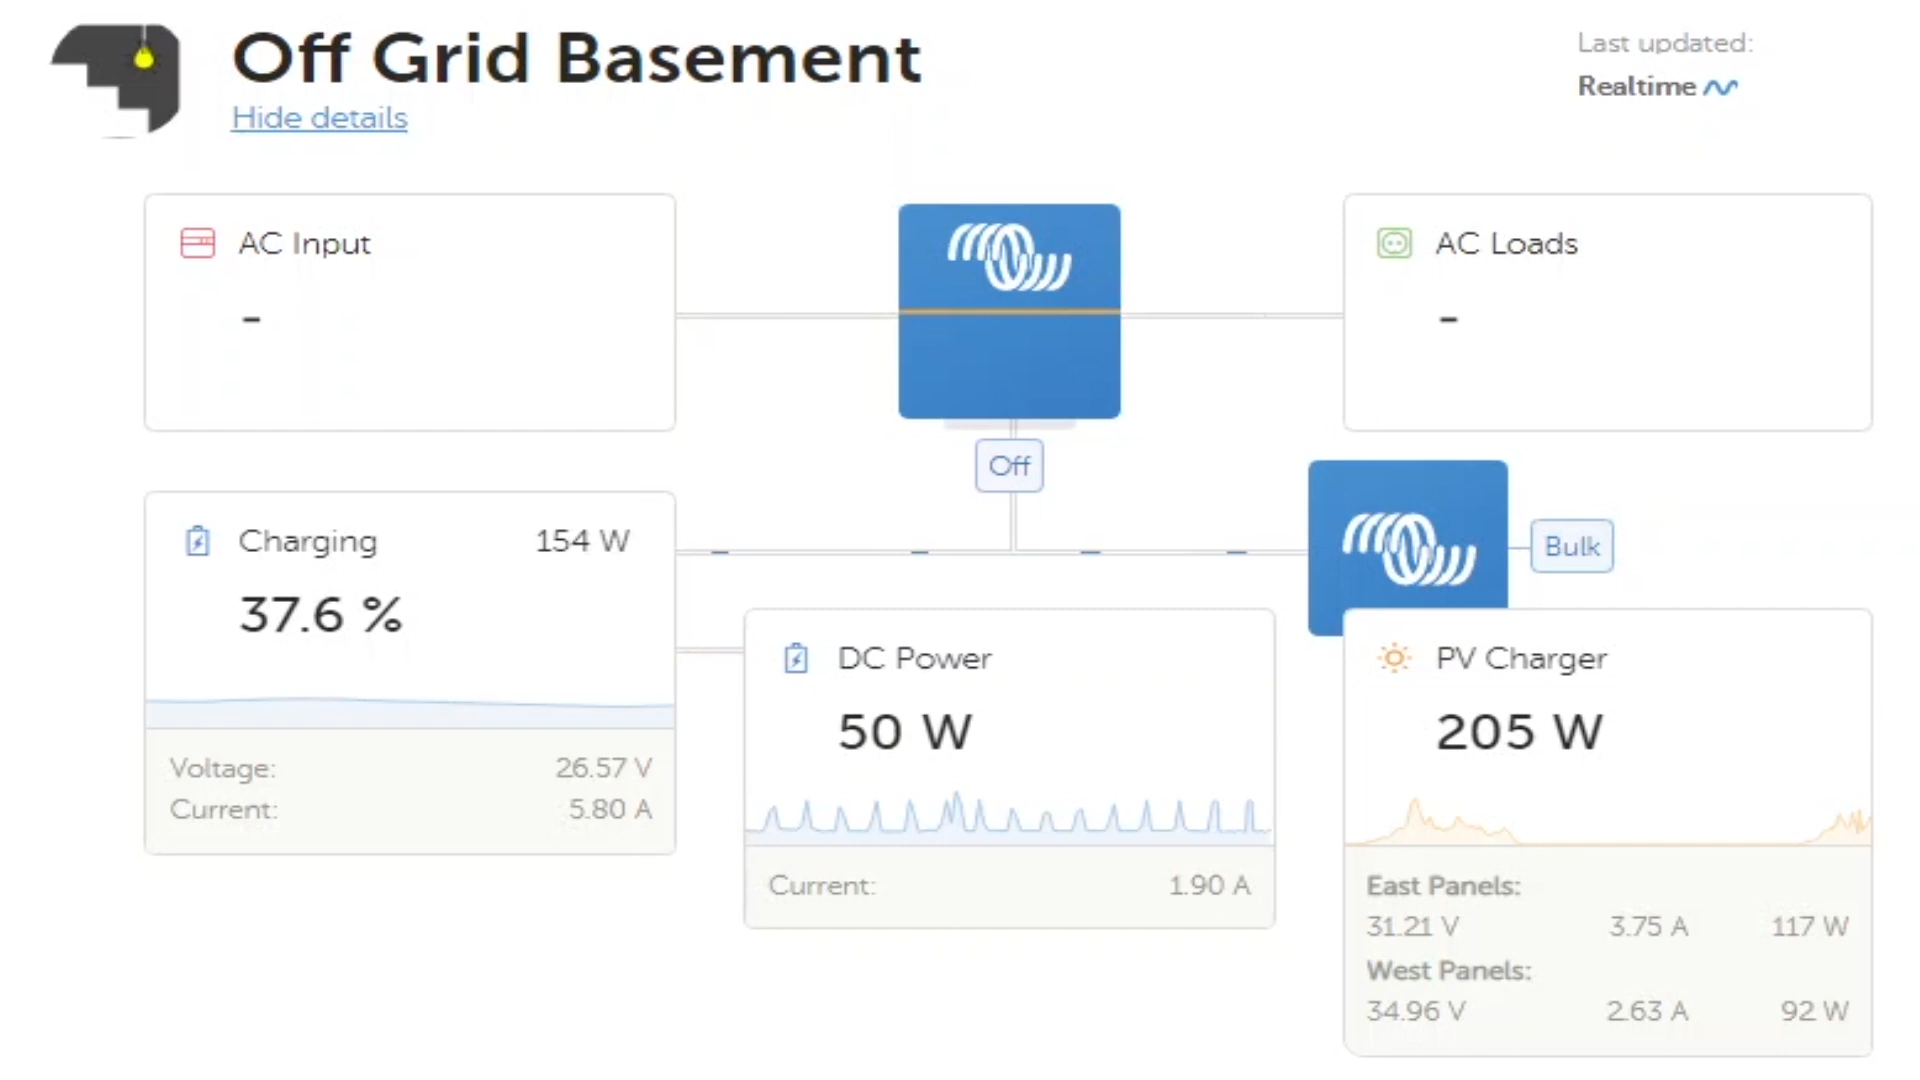 Off Grid Basement
Hide details
Last updated:
Realtime
AC Input
-
AC Loads
-
Off
Charging 154 W
37.6 %
Voltage: 26.57 V
Current: 5.80 A
Bulk
DC Power
50 W
Current: 1.90 A
PV Charger
205 W
East Panels:
31.21 V 3.75 A 117 W
West Panels:
34.96 V 2.63 A 92 W